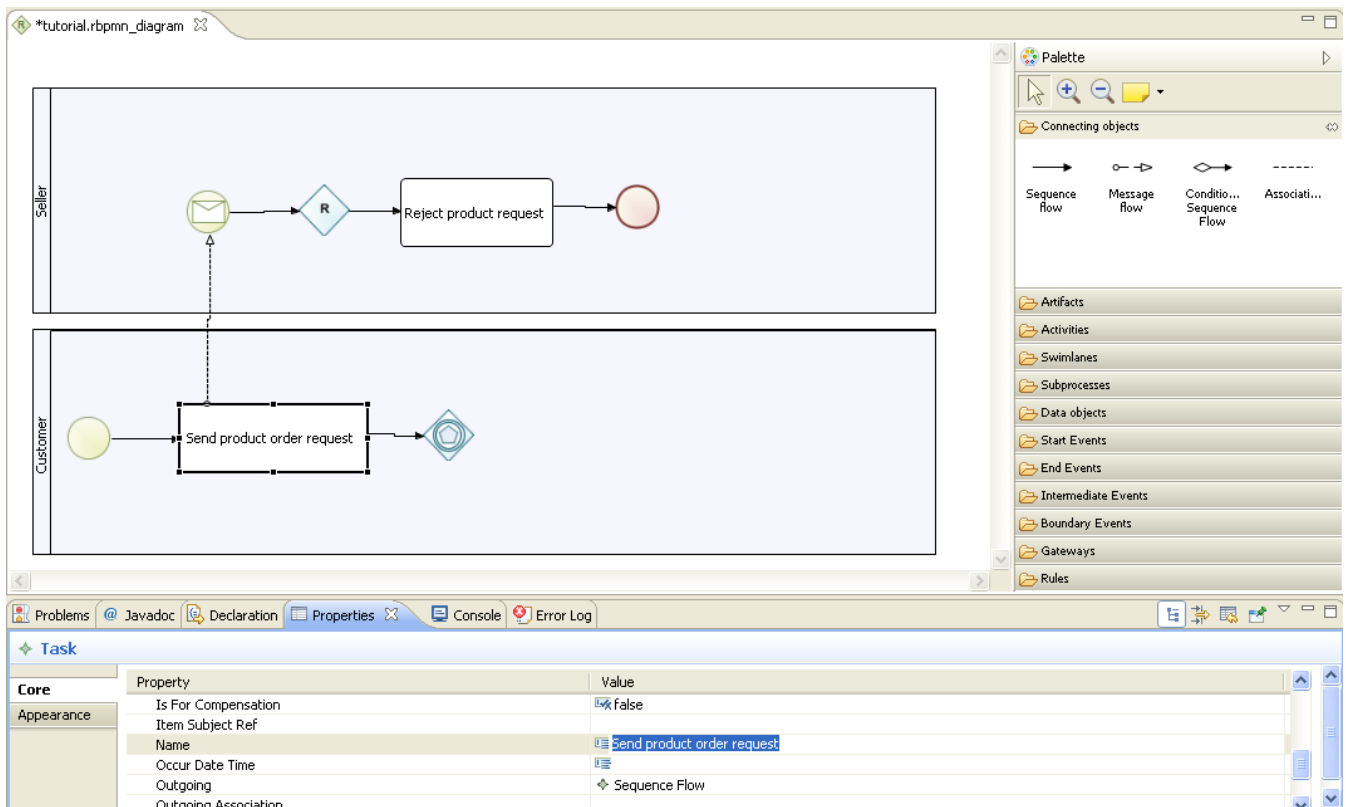 *tutorial.rbpmn_diagram
Seller
R
Reject product request
Customer
Send product order request
Palette
Connecting objects
Sequence flow
Message flow
Conditio... Sequence Flow
Associati...
Artifacts
Activities
Swimlanes
Subprocesses
Data objects
Start Events
End Events
Intermediate Events
Boundary Events
Gateways
Rules
Problems @ Javadoc Declaration Properties Console Error Log
Task
Core
Appearance
Property Value
Is For Compensation false
Item Subject Ref
Name Send product order request
Occur Date Time
Outgoing Sequence Flow
Outgoing Association